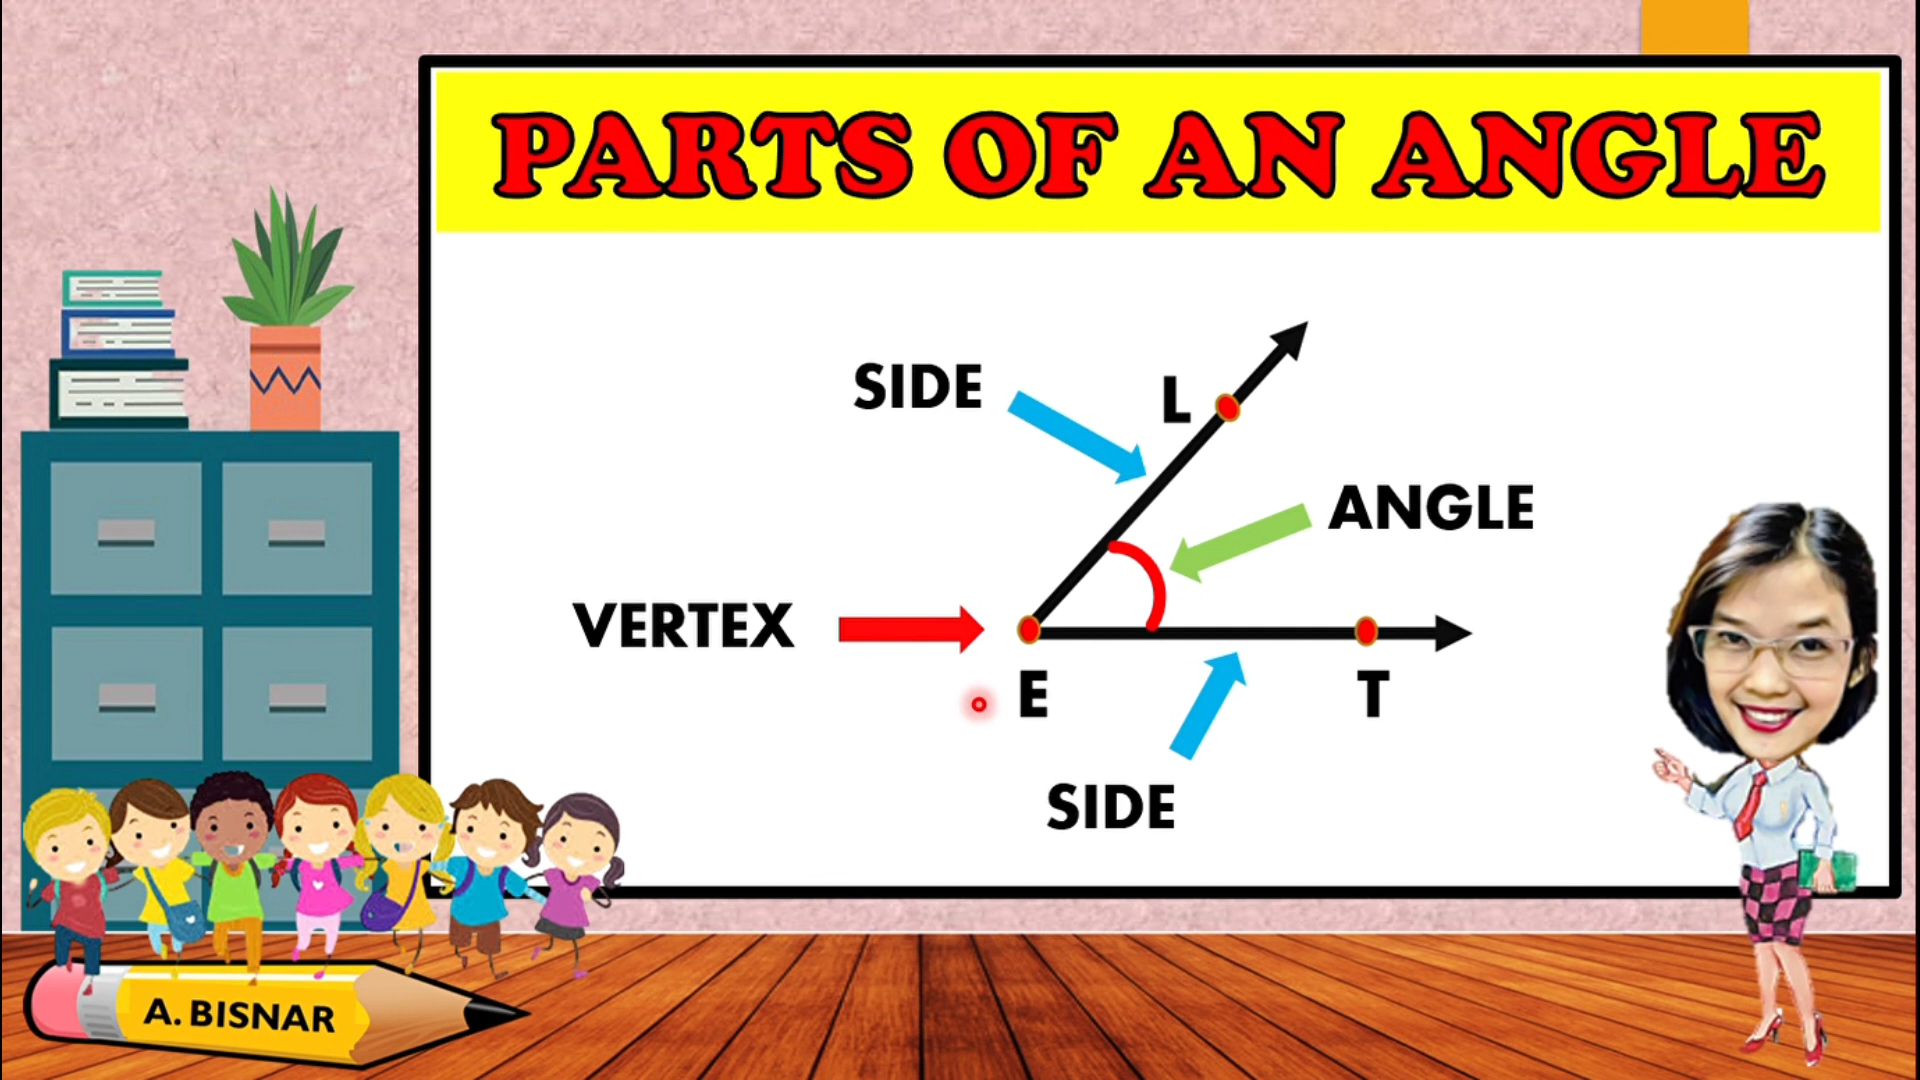 PARTS OF AN ANGLE
SIDE
L
ANGLE
VERTEX
E
T
SIDE
A. BISNAR